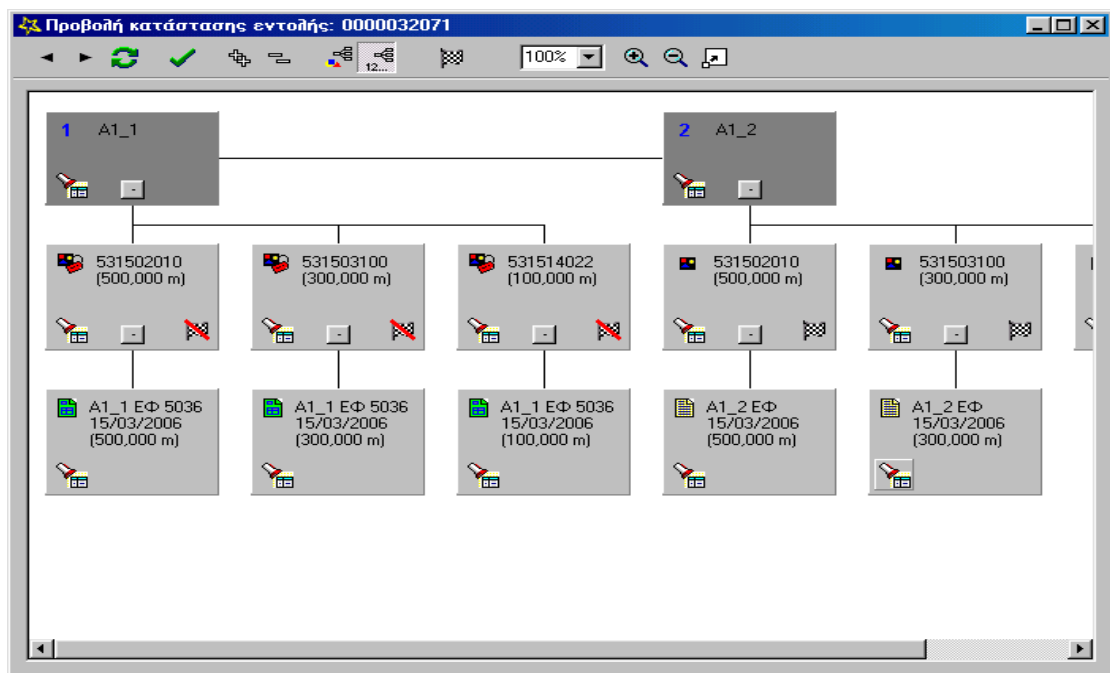 Προβολή κατάστασης εντολής: 0000032071
12...
100%
1 A1_1
2 A1_2
531502010
(500,000 m)
531503100
(300,000 m)
531514022
(100,000 m)
531502010
(500,000 m)
531503100
(300,000 m)
A1_1 ΕΦ 5036
15/03/2006
(500,000 m)
A1_1 ΕΦ 5036
15/03/2006
(300,000 m)
A1_1 ΕΦ 5036
15/03/2006
(100,000 m)
A1_2 ΕΦ
15/03/2006
(500,000 m)
A1_2 ΕΦ
15/03/2006
(300,000 m)